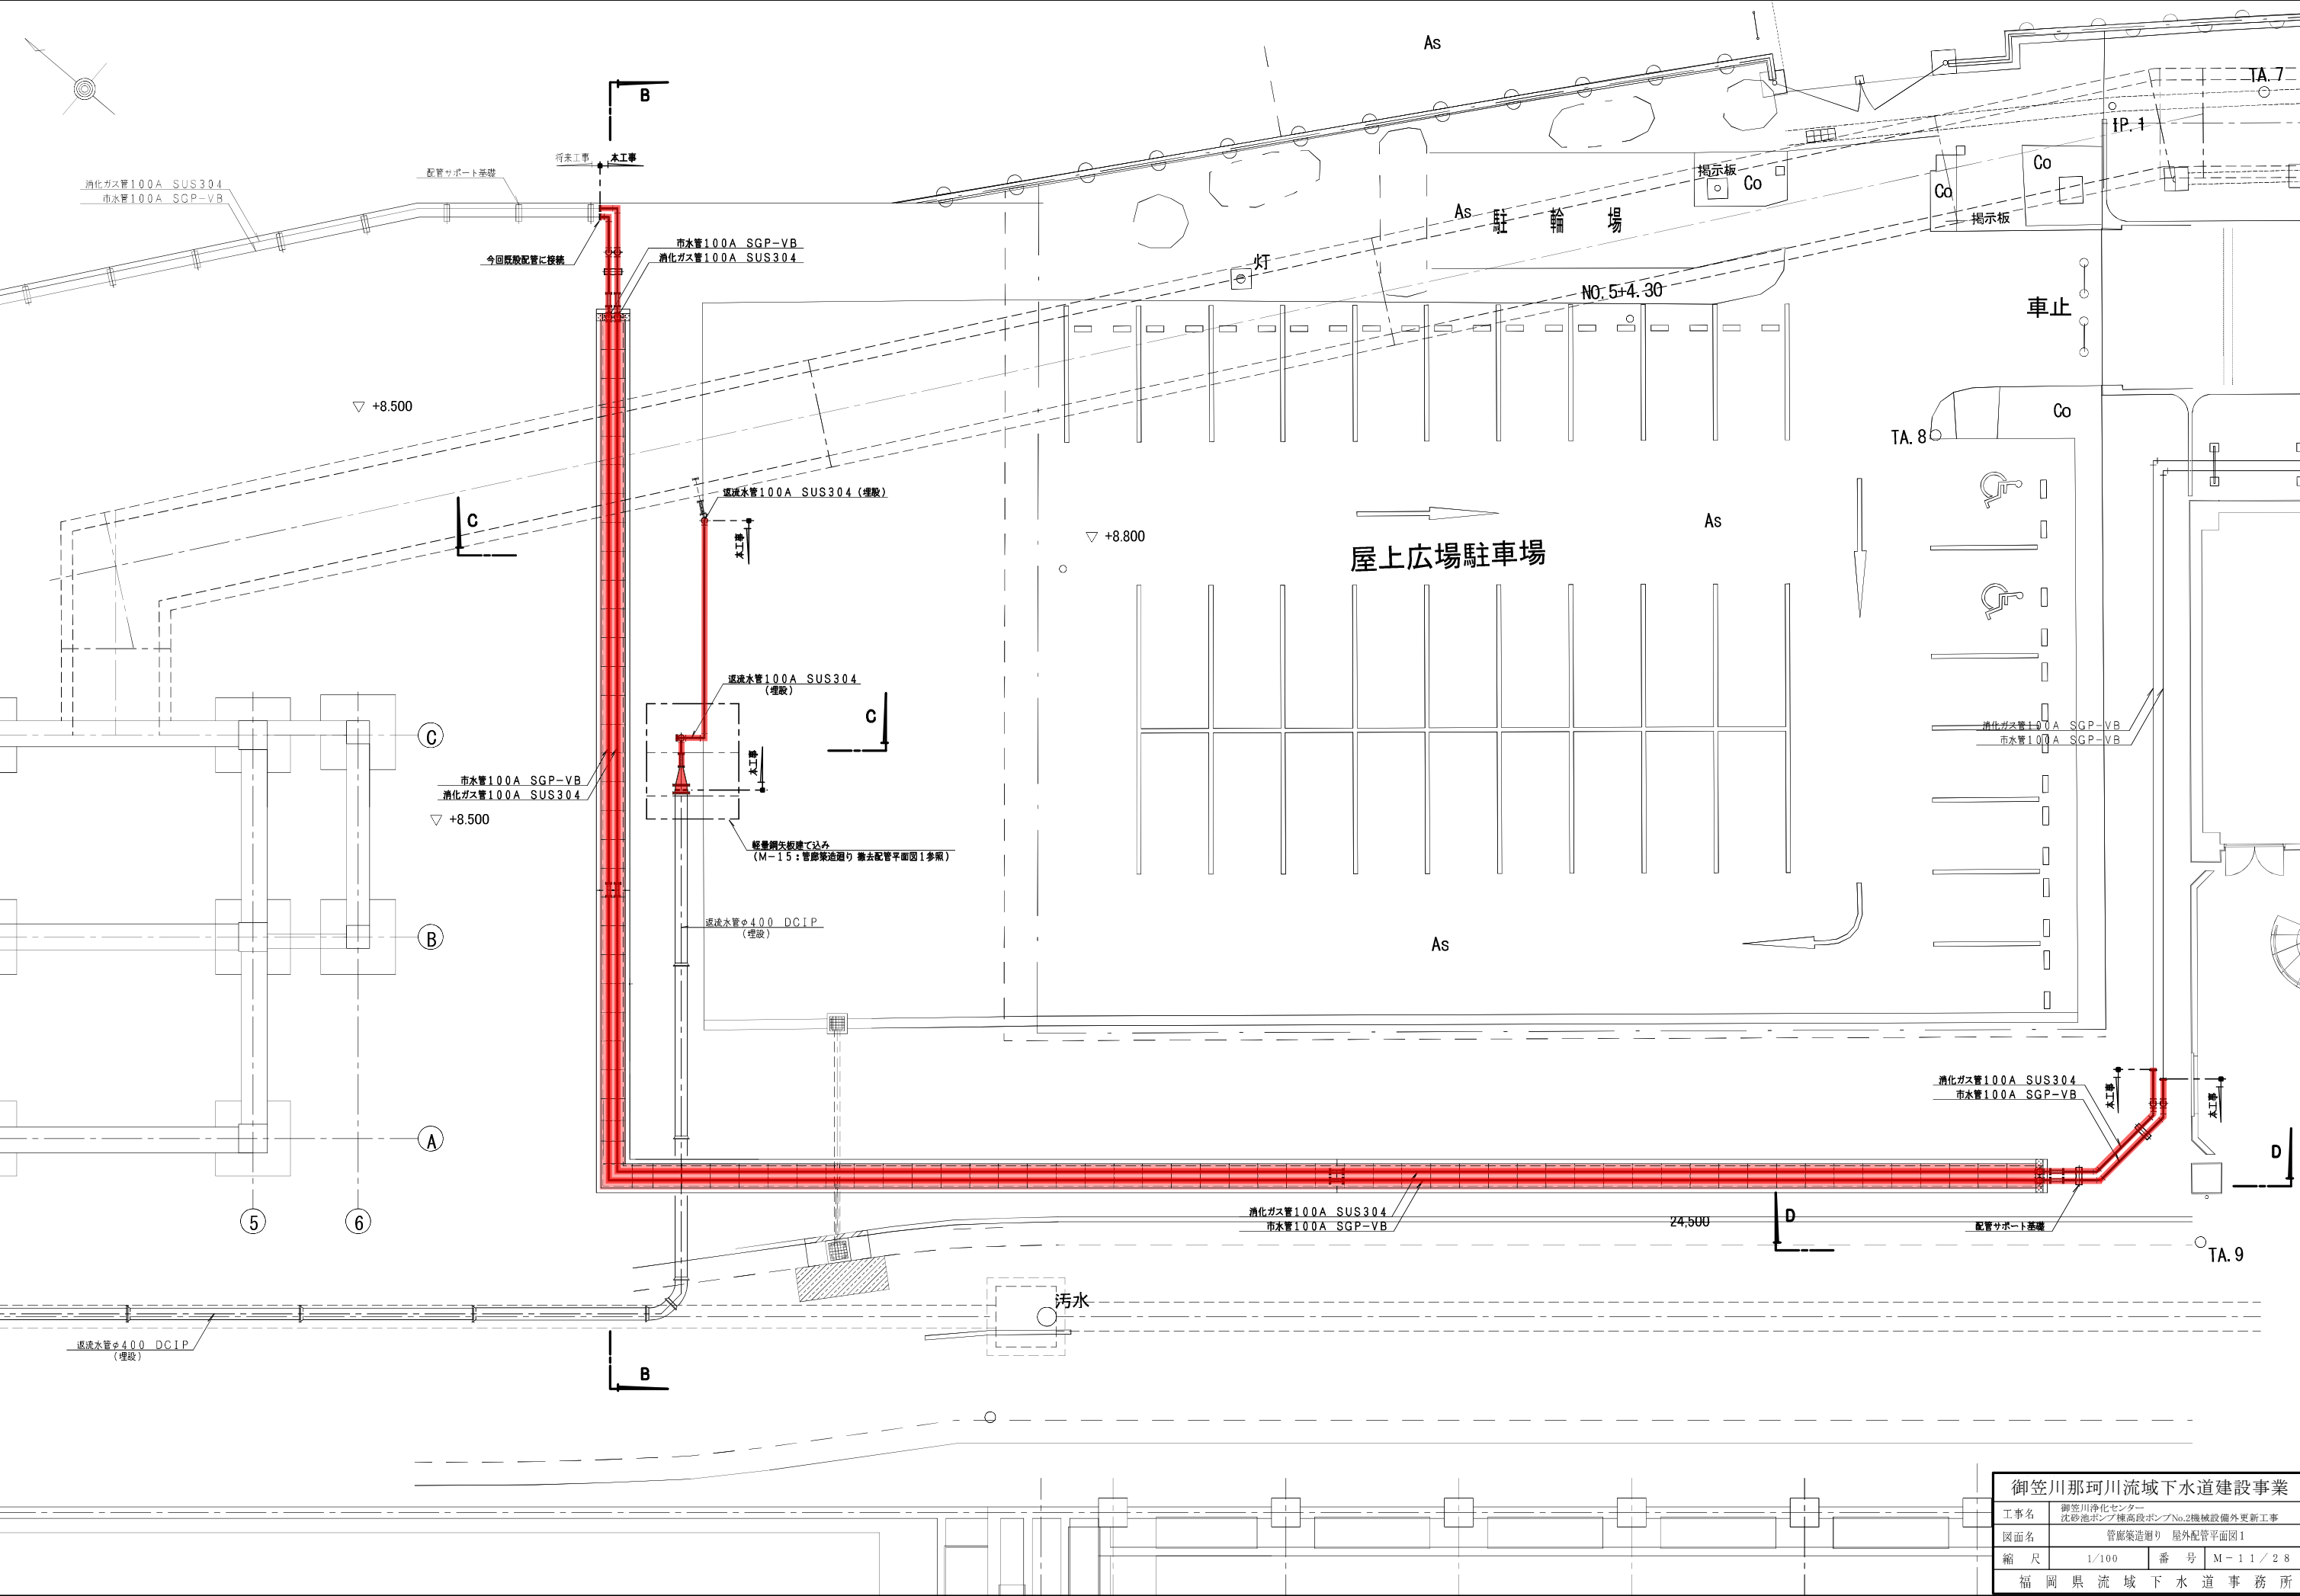 As
B
将来工事
本工事
TA.7
IP.1
配管サポート基礎
消化ガス管100A SUS304
市水管100A SGP-VB
掲示板
Co
Co
Co
掲示板
As
駐輪場
市水管100A SGP-VB
消化ガス管100A SUS304
今回既設配管に接続
灯
NO.5+4.30
車止
+8.500
Co
TA.8
返流水管100A SUS304(埋設)
C
本工事
+8.800
As
屋上広場駐車場
返流水管100A SUS304
(埋設)
C
C
消化ガス管100A SGP-VB
市水管100A SGP-VB
本工事
市水管100A SGP-VB
消化ガス管100A SUS304
+8.500
軽量鋼矢板建て込み
(M-15:管廊築造廻り 撤去配管平面図1参照)
返流水管φ400 DCIP
(埋設)
B
As
消化ガス管100A SUS304
市水管100A SGP-VB
本工事
本工事
A
D
消化ガス管100A SUS304
市水管100A SGP-VB
24,500
D
配管サポート基礎
5
6
TA.9
汚水
返流水管φ400 DCIP
(埋設)
B
御笠川那珂川流域下水道建設事業
工事名 御笠川浄化センター
沈砂池ポンプ棟高段ポンプNo.2機械設備外更新工事
図面名 管廊築造廻り 屋外配管平面図1
縮尺 1/100 番号 M-11/28
福岡県流域下水道事務所